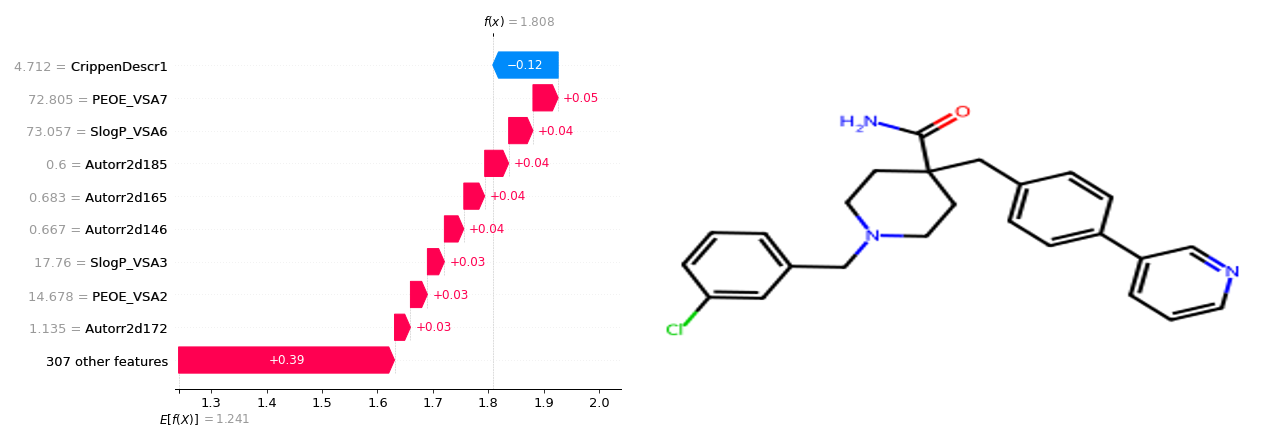 f(x) = 1.808
4.712 = CrippenDescr1 −0.12
72.805 = PEOE_VSA7 +0.05
73.057 = SlogP_VSA6 +0.04
0.6 = Autorr2d185 +0.04
0.683 = Autorr2d165 +0.04
0.667 = Autorr2d146 +0.04
17.76 = SlogP_VSA3 +0.03
14.678 = PEOE_VSA2 +0.03
1.135 = Autorr2d172 +0.03
307 other features +0.39
1.3 1.4 1.5 1.6 1.7 1.8 1.9 2.0
E[f(X)] = 1.241
H₂N O
N
N
Cl